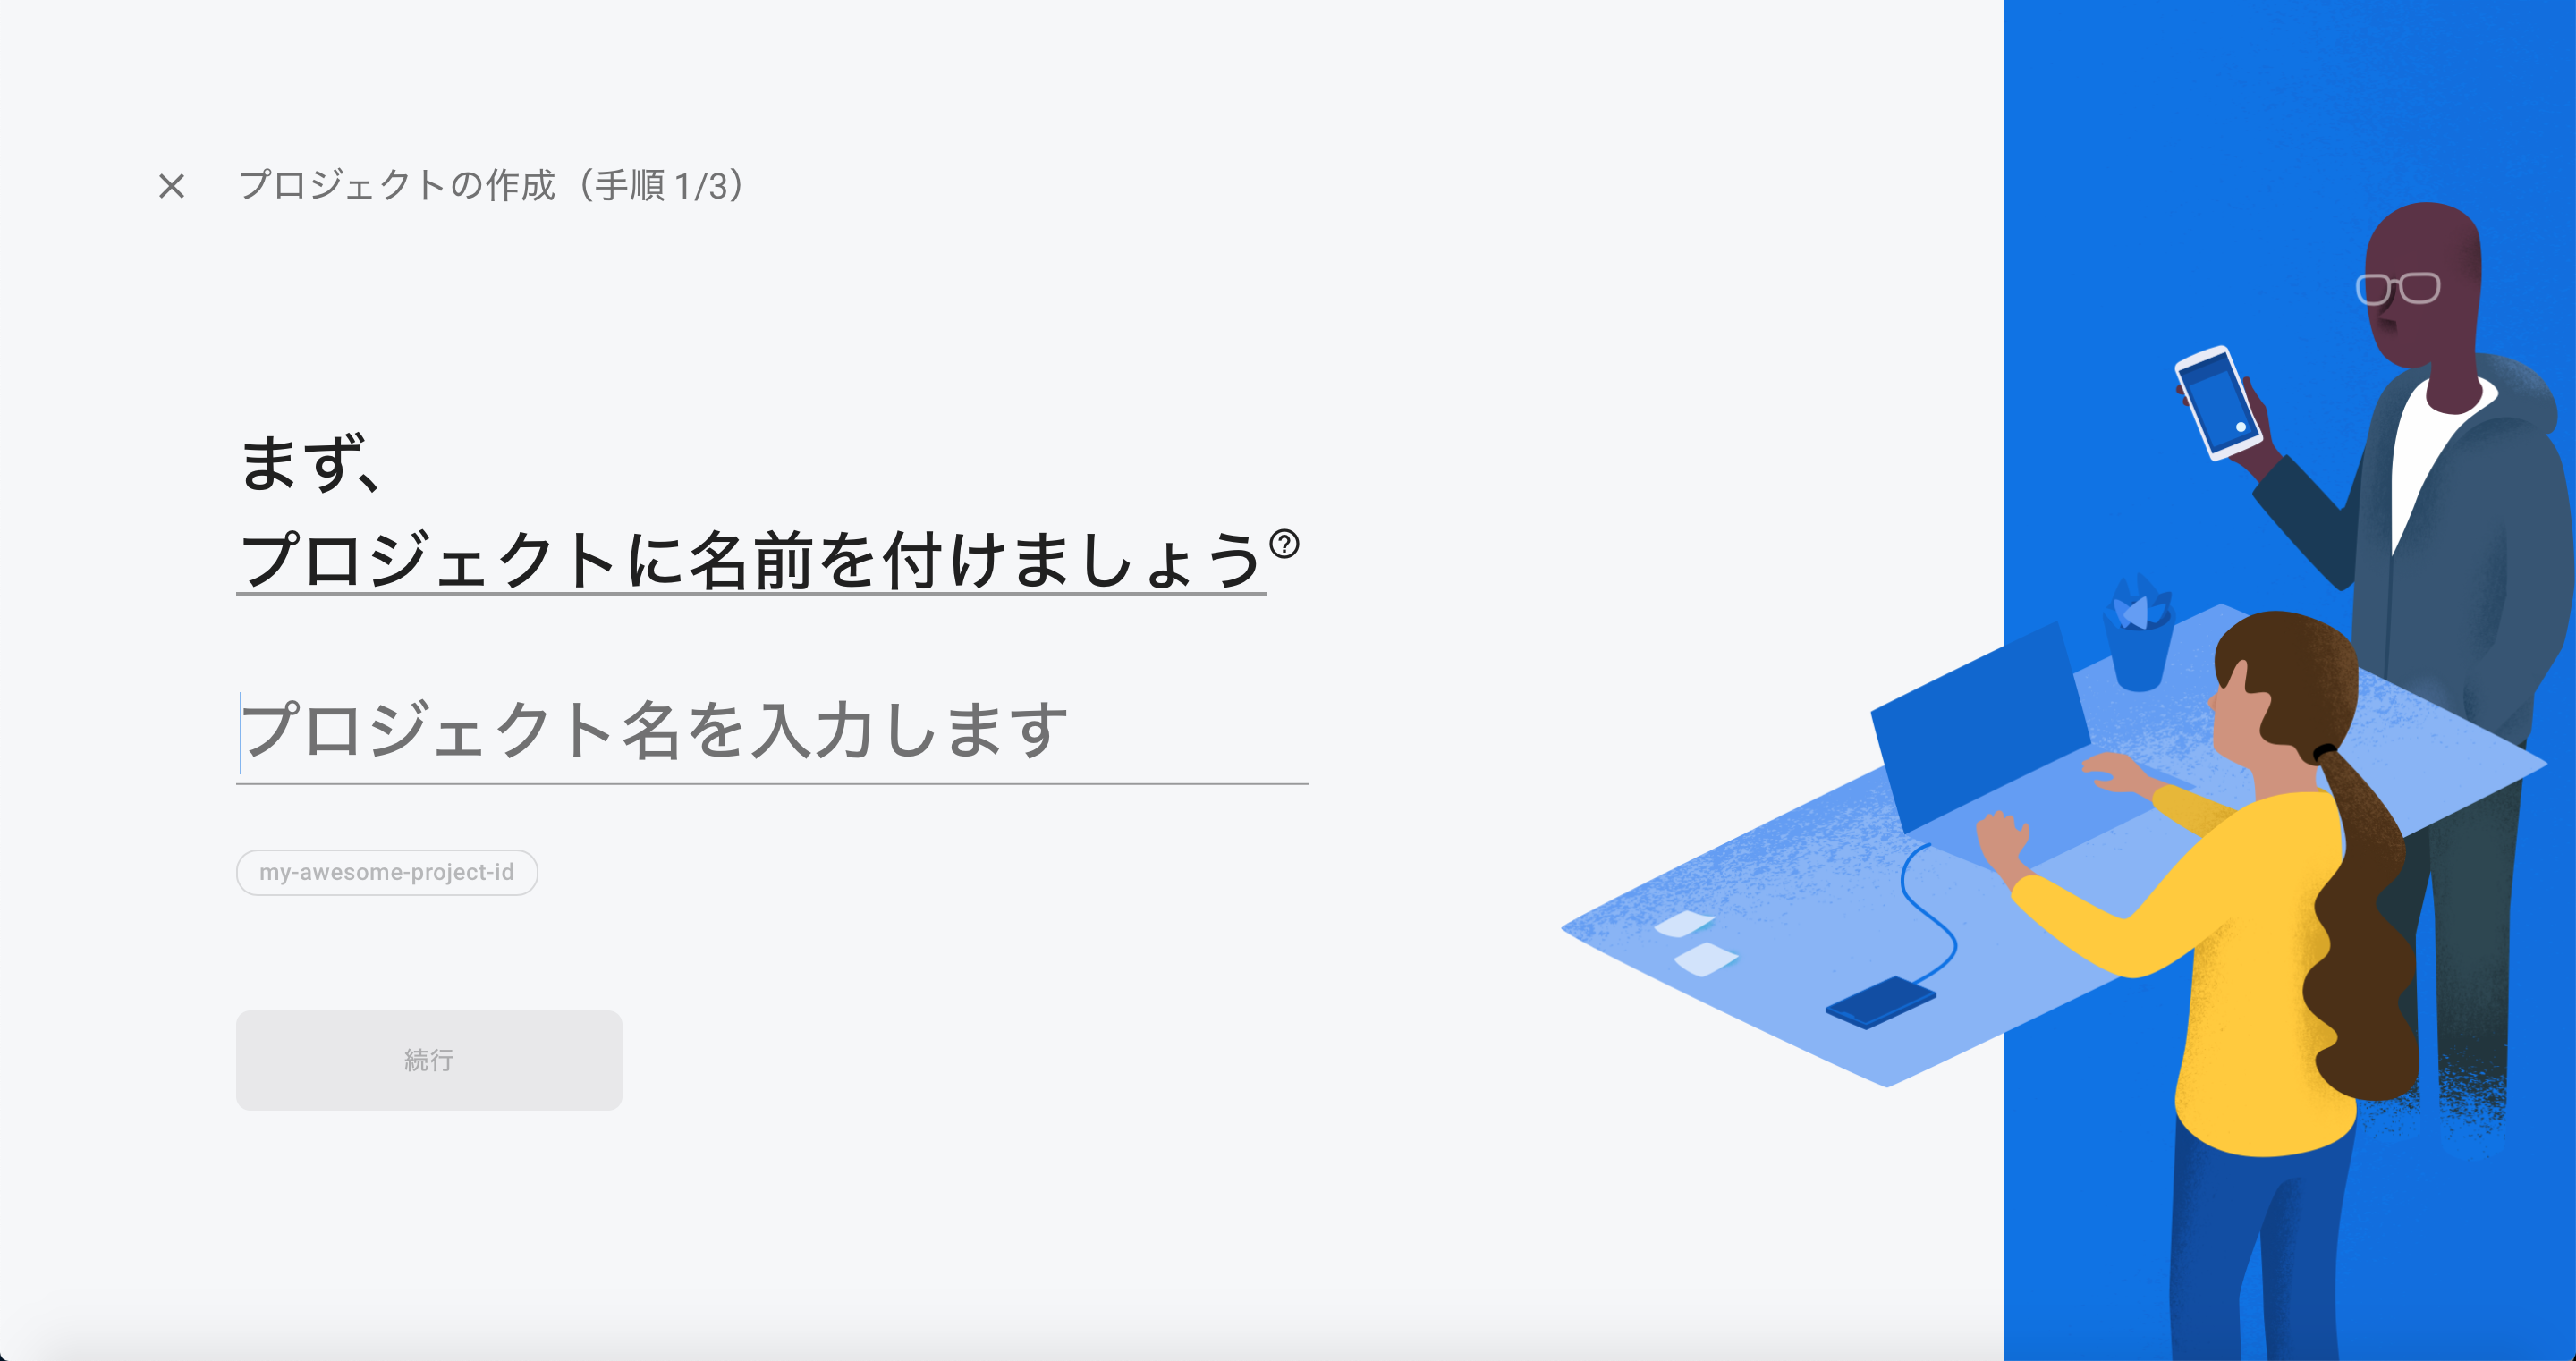 プロジェクトの作成（手順 1/3）
まず、
プロジェクトに名前を付けましょう
プロジェクト名を入力します
my-awesome-project-id
続行